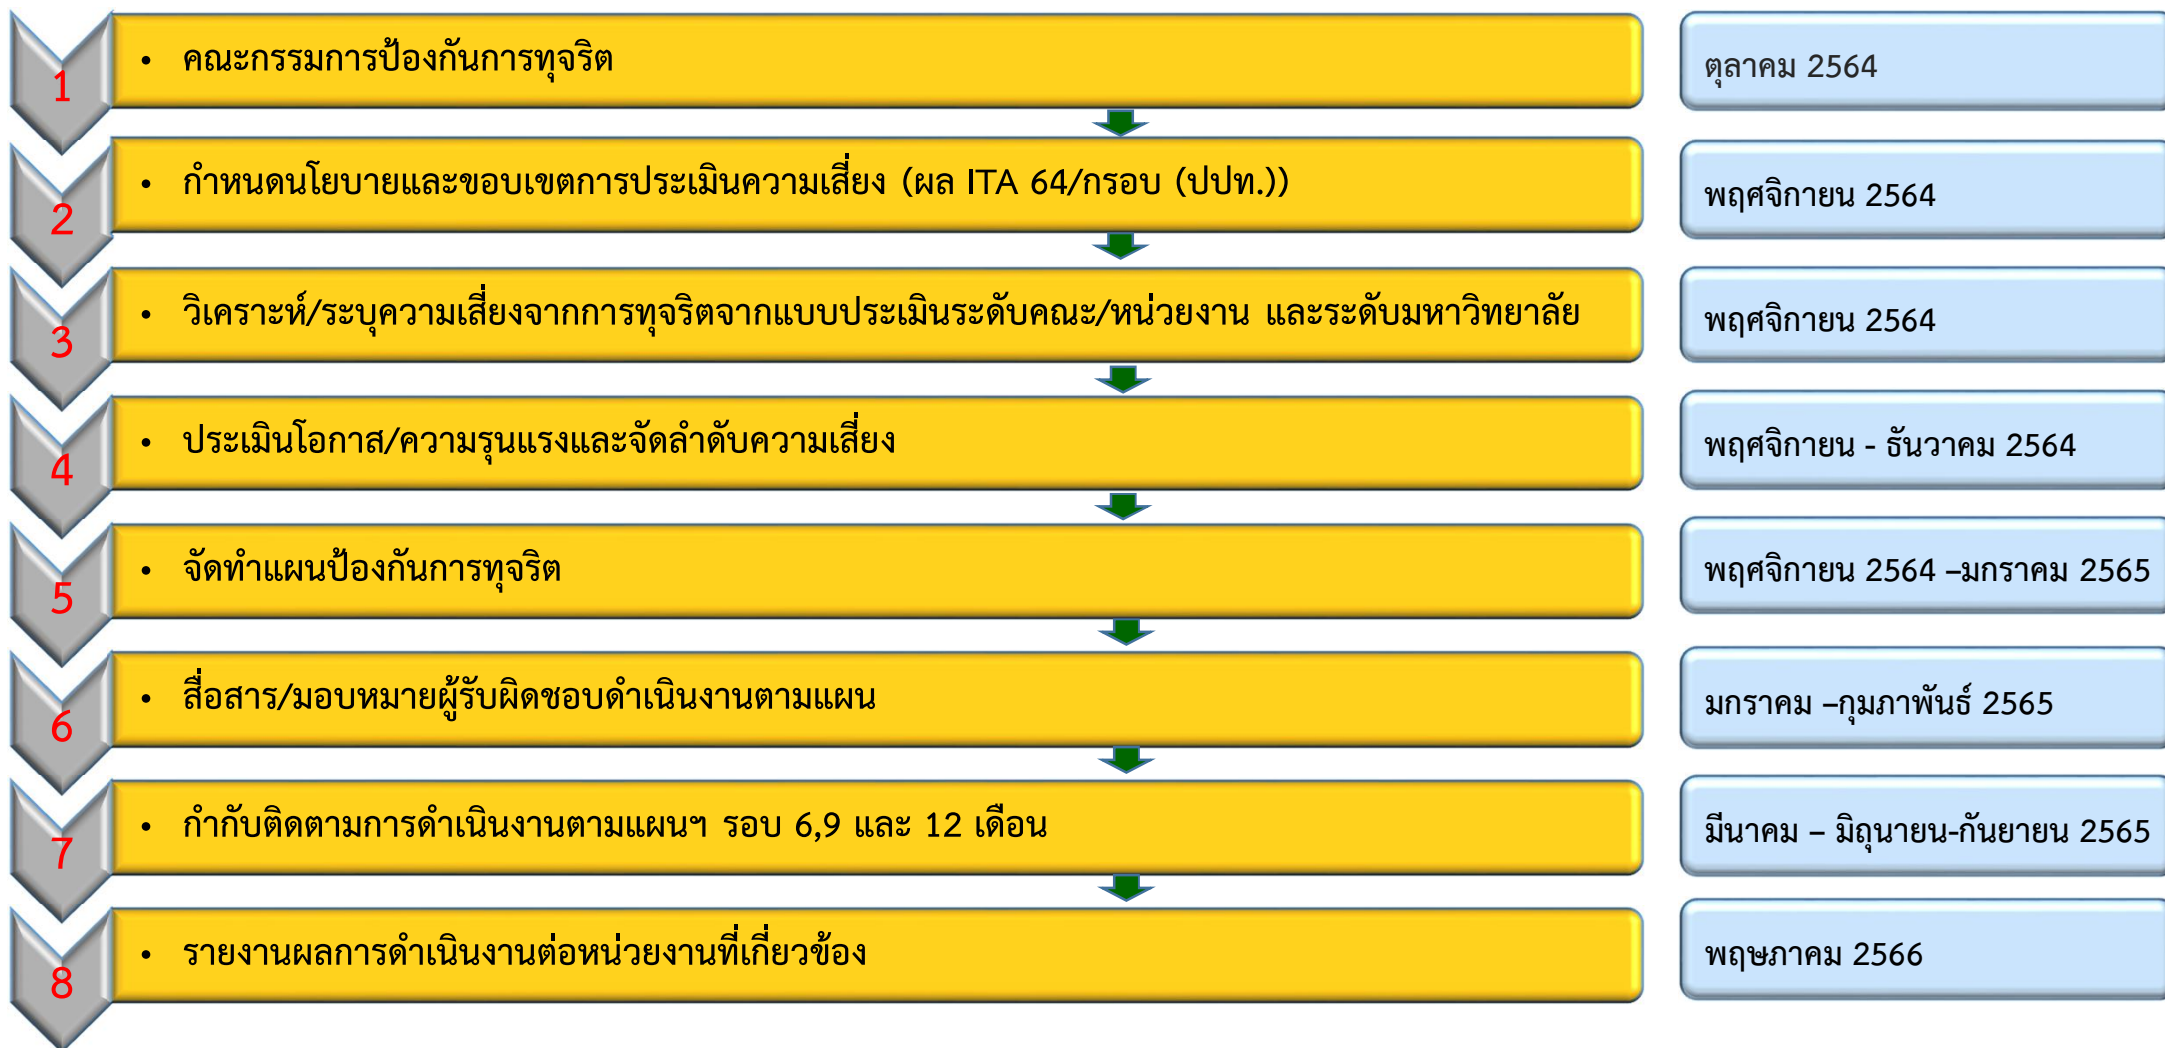 1
• คณะกรรมการป้องกันการทุจริต
ตุลาคม 2564
2
• กำหนดนโยบายและขอบเขตการประเมินความเสี่ยง (ผล ITA 64/กรอบ (ปปท.))
พฤศจิกายน 2564
3
• วิเคราะห์/ระบุความเสี่ยงจากการทุจริตจากแบบประเมินระดับคณะ/หน่วยงาน และระดับมหาวิทยาลัย
พฤศจิกายน 2564
4
• ประเมินโอกาส/ความรุนแรงและจัดลำดับความเสี่ยง
พฤศจิกายน - ธันวาคม 2564
5
• จัดทำแผนป้องกันการทุจริต
พฤศจิกายน 2564 –มกราคม 2565
6
• สื่อสาร/มอบหมายผู้รับผิดชอบดำเนินงานตามแผน
มกราคม –กุมภาพันธ์ 2565
7
• กำกับติดตามการดำเนินงานตามแผนฯ รอบ 6,9 และ 12 เดือน
มีนาคม – มิถุนายน-กันยายน 2565
8
• รายงานผลการดำเนินงานต่อหน่วยงานที่เกี่ยวข้อง
พฤษภาคม 2566